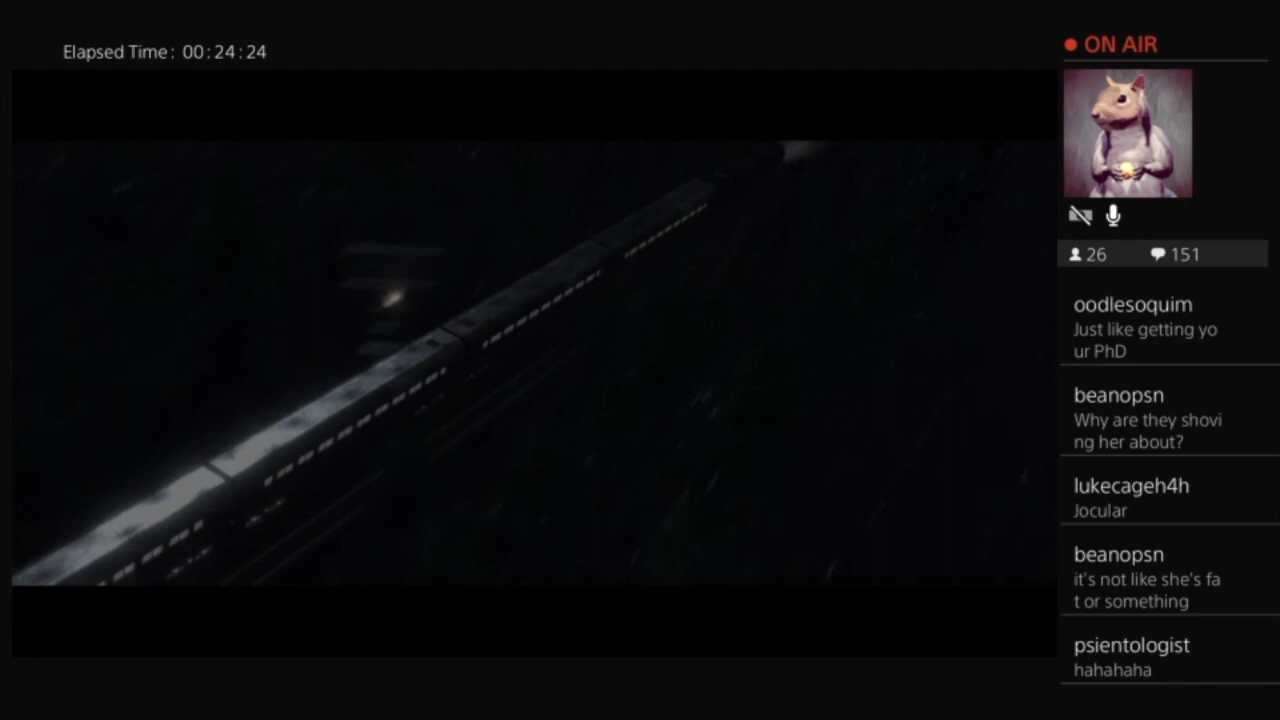 Elapsed Time: 00:24:24
ON AIR
26 151
oodlesoquim
Just like getting yo
ur PhD
beanopsn
Why are they shovi
ng her about?
lukecageh4h
Jocular
beanopsn
it's not like she's fa
t or something
psientologist
hahahaha